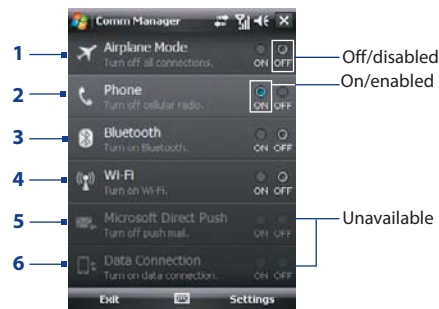 Comm Manager
1 Airplane Mode
Turn off all connections.
ON OFF
Off/disabled
On/enabled
2 Phone
Turn off cellular radio.
ON OFF
3 Bluetooth
Turn on Bluetooth.
ON OFF
4 Wi-Fi
Turn on Wi-Fi.
ON OFF
5 Microsoft Direct Push
Turn off push mail.
ON OFF
Unavailable
6 Data Connection
Turn on data connection.
ON OFF
Exit Settings